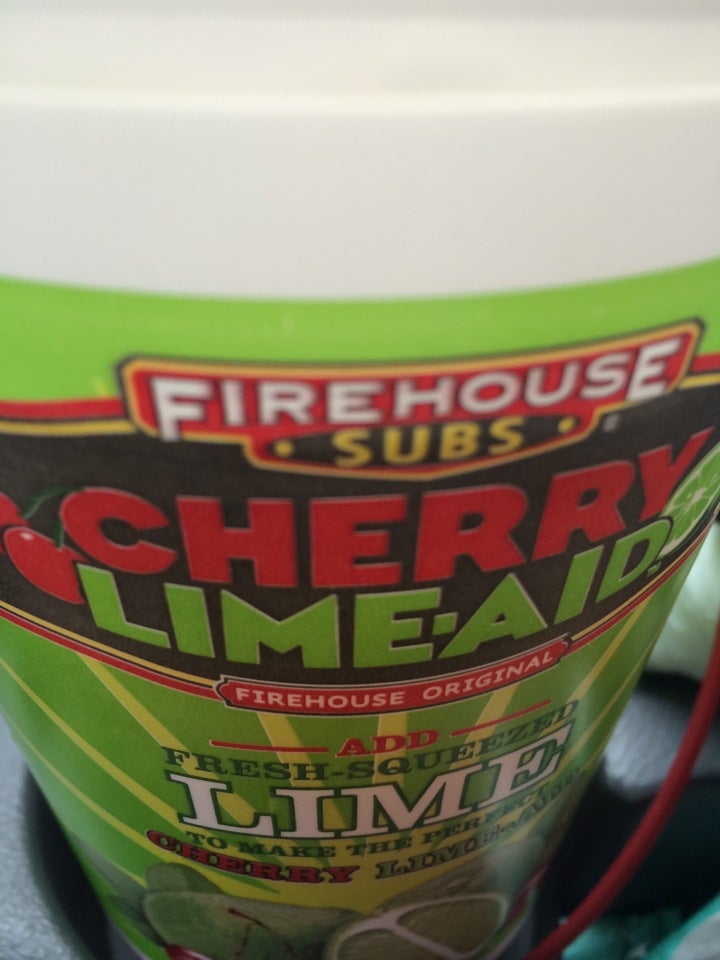 FIREHOUSE
SUBS
CHERRY
LIME-AID
FIREHOUSE ORIGINAL
ADD
FRESH-SQUEEZED
LIME
TO MAKE THE PERFECT
CHERRY LIME-AID